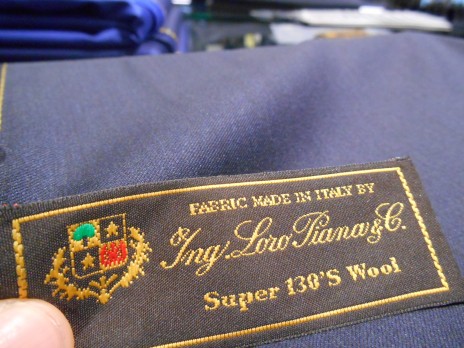 FABRIC MADE IN ITALY BY
Ing. Loro Piana & C.
Super 130'S Wool